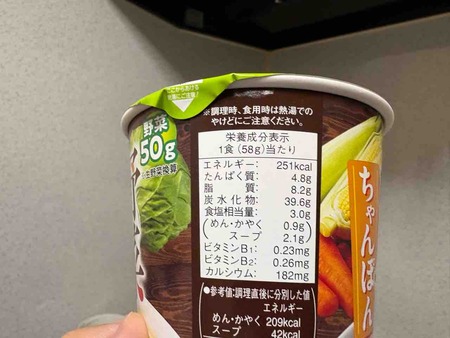 ※調理時、食用時は熱湯での
やけどにご注意ください。
野菜
50g
生野菜換算
栄養成分表示
1食(58g)当たり
エネルギー: 251kcal
たんぱく質: 4.8g
脂質: 8.2g
炭水化物: 39.6g
食塩相当量: 3.0g
(めん・かやく 0.9g)
スープ 2.1g
ビタミンB1: 0.23mg
ビタミンB2: 0.26mg
カルシウム: 182mg
●参考値:調理直後に分別した値
エネルギー
めん・かやく 209kcal
スープ 42kcal
ちゃんぽん